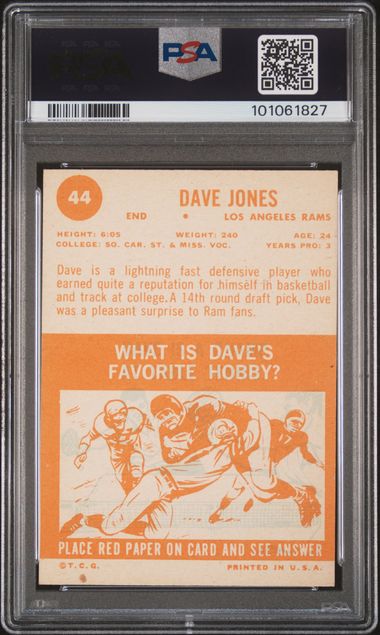 PSA
101061827
44
DAVE JONES
END • LOS ANGELES RAMS
HEIGHT: 6:05 WEIGHT: 240 AGE: 24
COLLEGE: SO. CAR. ST. & MISS. VOC. YEARS PRO: 3
Dave is a lightning fast defensive player who
earned quite a reputation for himself in basketball
and track at college. A 14th round draft pick, Dave
was a pleasant surprise to Ram fans.
WHAT IS DAVE'S
FAVORITE HOBBY?
PLACE RED PAPER ON CARD AND SEE ANSWER
© T.C.G. PRINTED IN U.S.A.